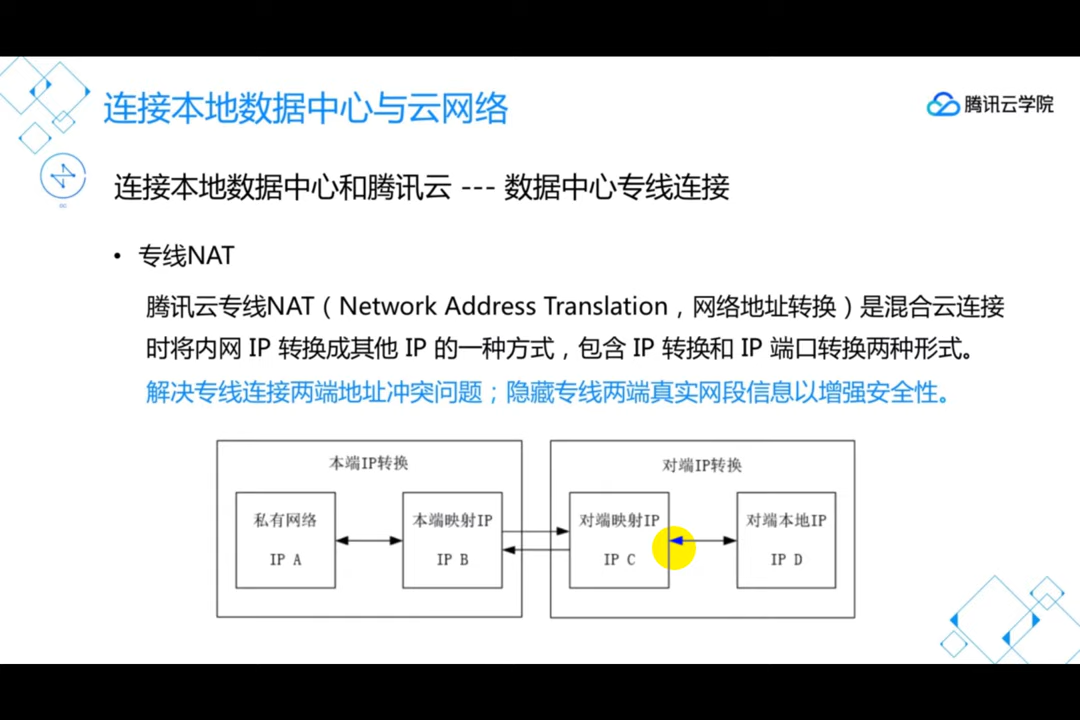 连接本地数据中心与云网络
腾讯云学院
连接本地数据中心和腾讯云 --- 数据中心专线连接
• 专线NAT
腾讯云专线NAT（Network Address Translation，网络地址转换）是混合云连接
时将内网 IP 转换成其他 IP 的一种方式，包含 IP 转换和 IP 端口转换两种形式。
解决专线连接两端地址冲突问题；隐藏专线两端真实网段信息以增强安全性。
本端IP转换
对端IP转换
私有网络
IP A
本端映射IP
IP B
对端映射IP
IP C
对端本地IP
IP D